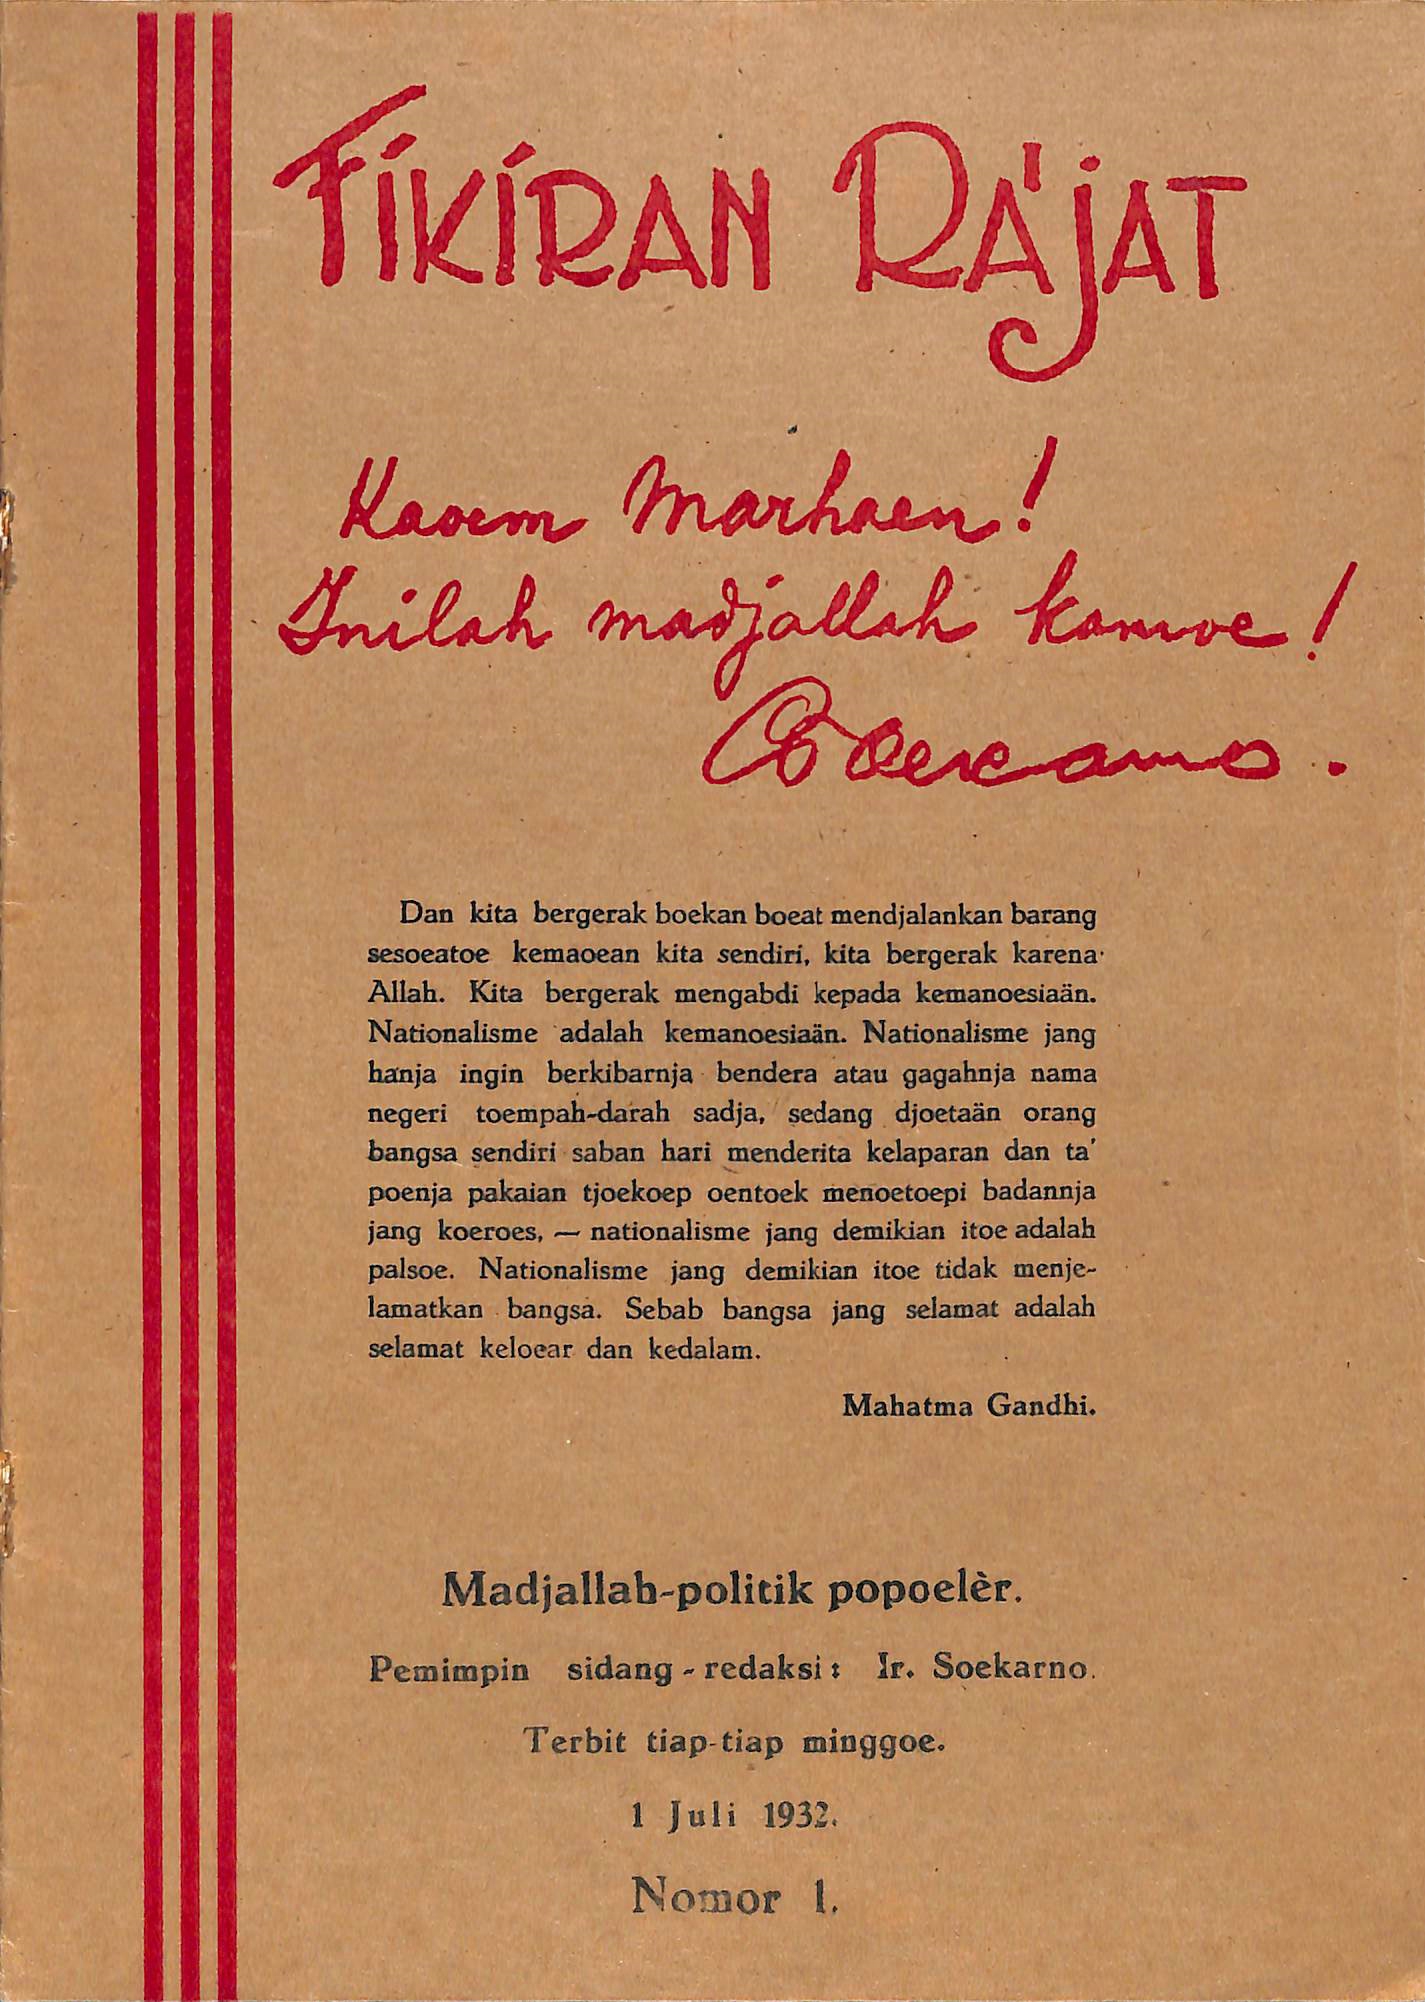 FIKIRAN RA'JAT
Kaoem Marhaen!
Inilah madjallah kamoe!
Soekarno.
Dan kita bergerak boekan boeat mendjalankan barang
sesoeatoe kemaoean kita sendiri, kita bergerak karena
Allah. Kita bergerak mengabdi kepada kemanoesiaän.
Nationalisme adalah kemanoesiaän. Nationalisme jang
hanja ingin berkibarnja bendera atau gagahnja nama
negeri toempah-darah sadja, sedang djoetaän orang
bangsa sendiri saban hari menderita kelaparan dan ta'
poenja pakaian tjoekoep oentoek menoetoepi badannja
jang koeroes, — nationalisme jang demikian itoe adalah
palsoe. Nationalisme jang demikian itoe tidak menje-
lamatkan bangsa. Sebab bangsa jang selamat adalah
selamat keloear dan kedalam.
Mahatma Gandhi.
Madjallah-politik popoelèr.
Pemimpin sidang-redaksi: Ir. Soekarno.
Terbit tiap-tiap minggoe.
1 Juli 1932.
Nomor 1.